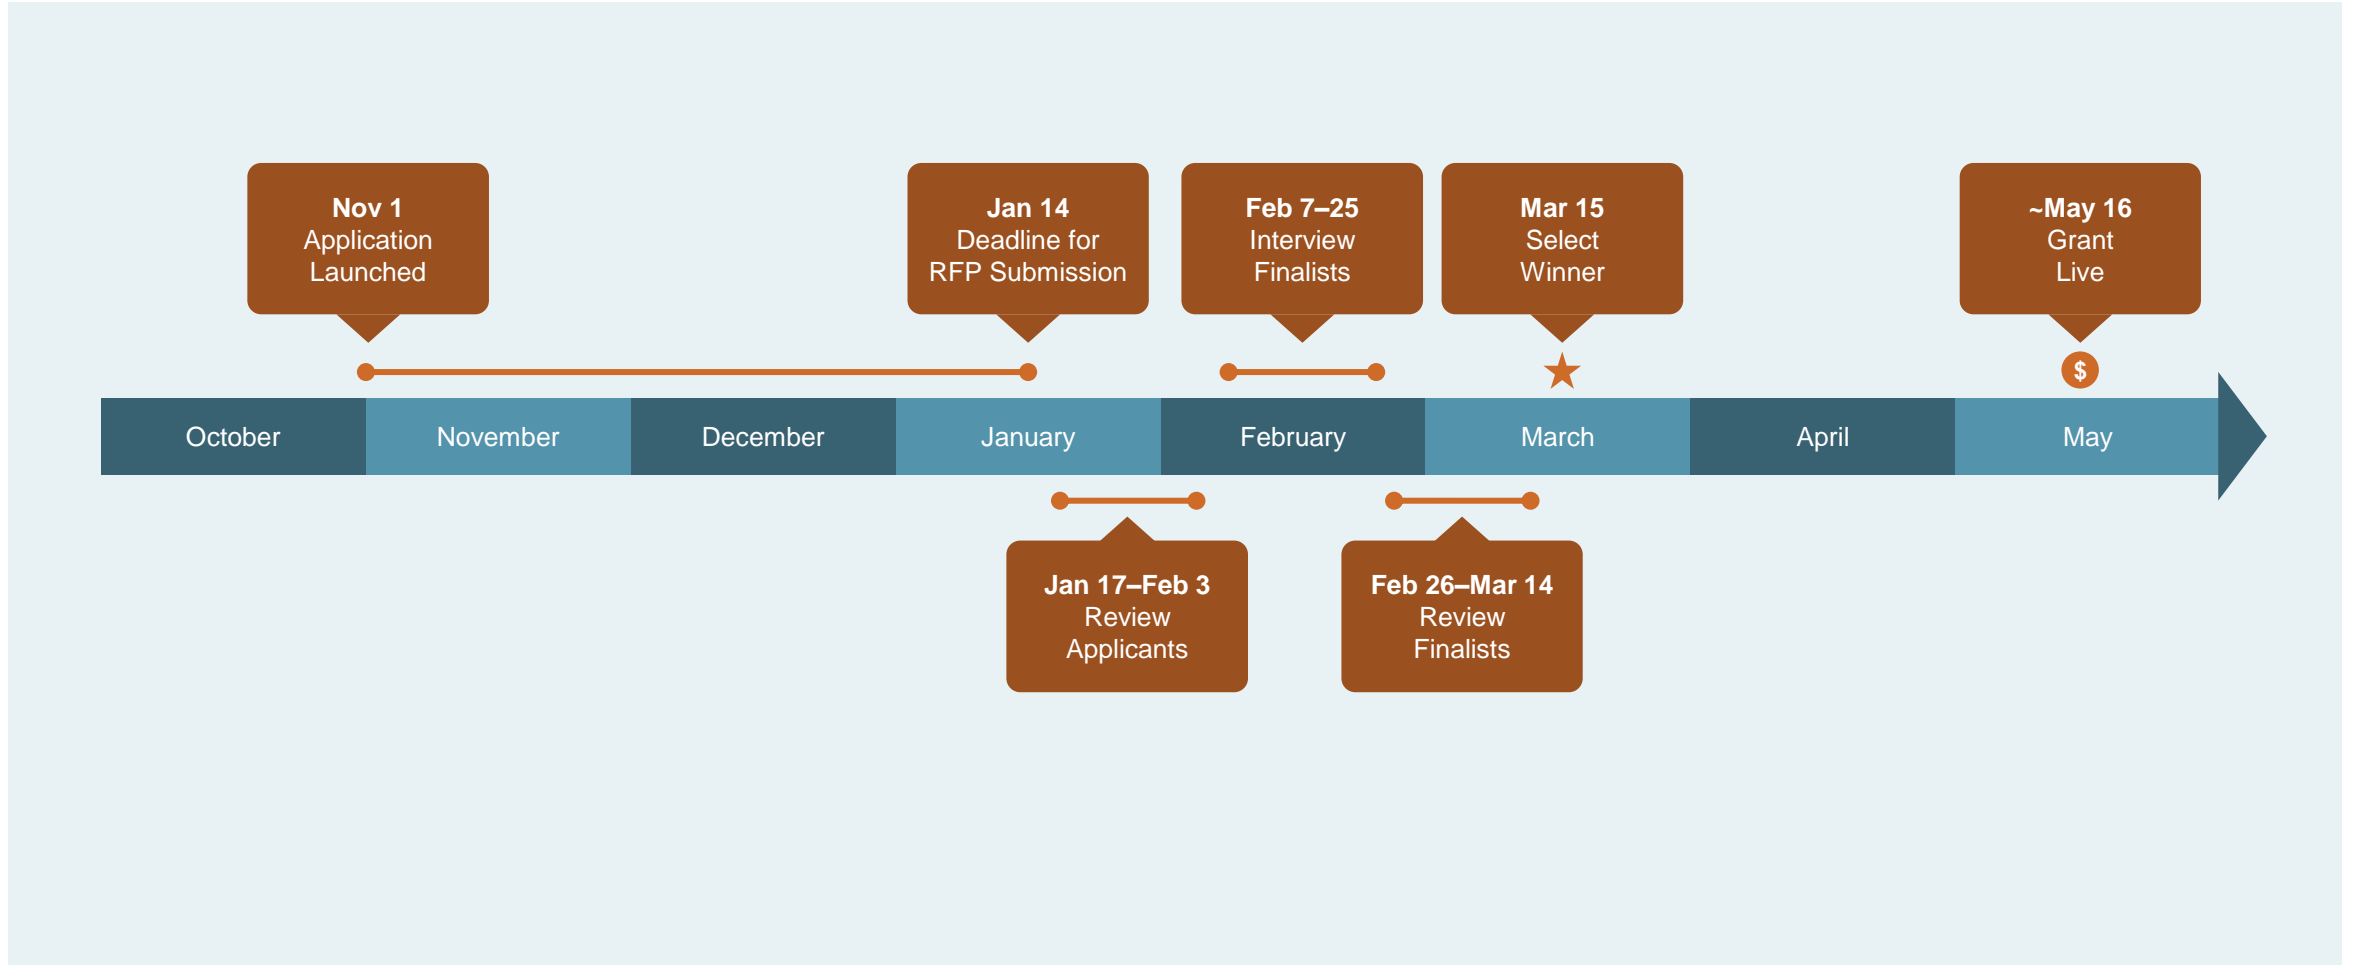 Nov 1
Application
Launched
Jan 14
Deadline for
RFP Submission
Feb 7–25
Interview
Finalists
Mar 15
Select
Winner
~May 16
Grant
Live
$
October
November
December
January
February
March
April
May
Jan 17–Feb 3
Review
Applicants
Feb 26–Mar 14
Review
Finalists